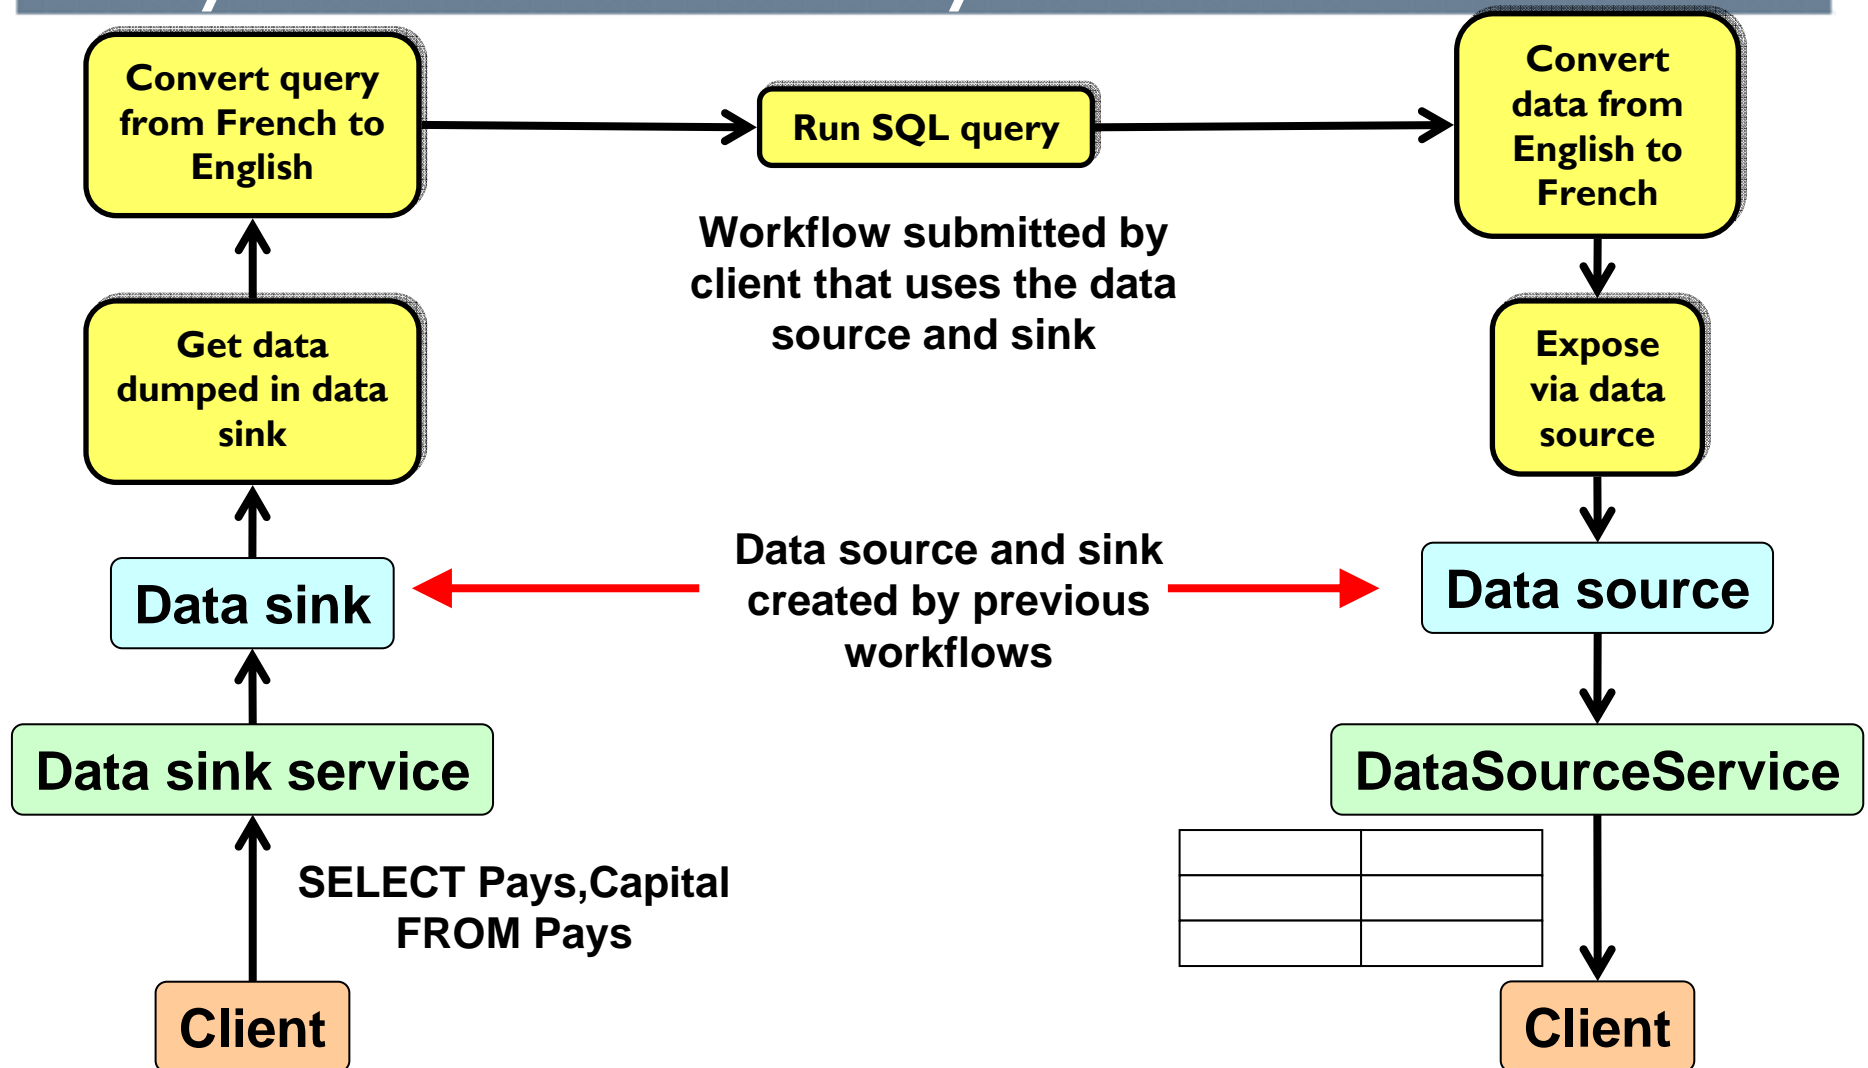 Convert query
from French to
English
Run SQL query
Convert
data from
English to
French
Workflow submitted by
client that uses the data
source and sink
Get data
dumped in data
sink
Expose
via data
source
Data sink
Data source and sink
created by previous
workflows
Data source
Data sink service
DataSourceService
SELECT Pays,Capital
FROM Pays
Client
Client